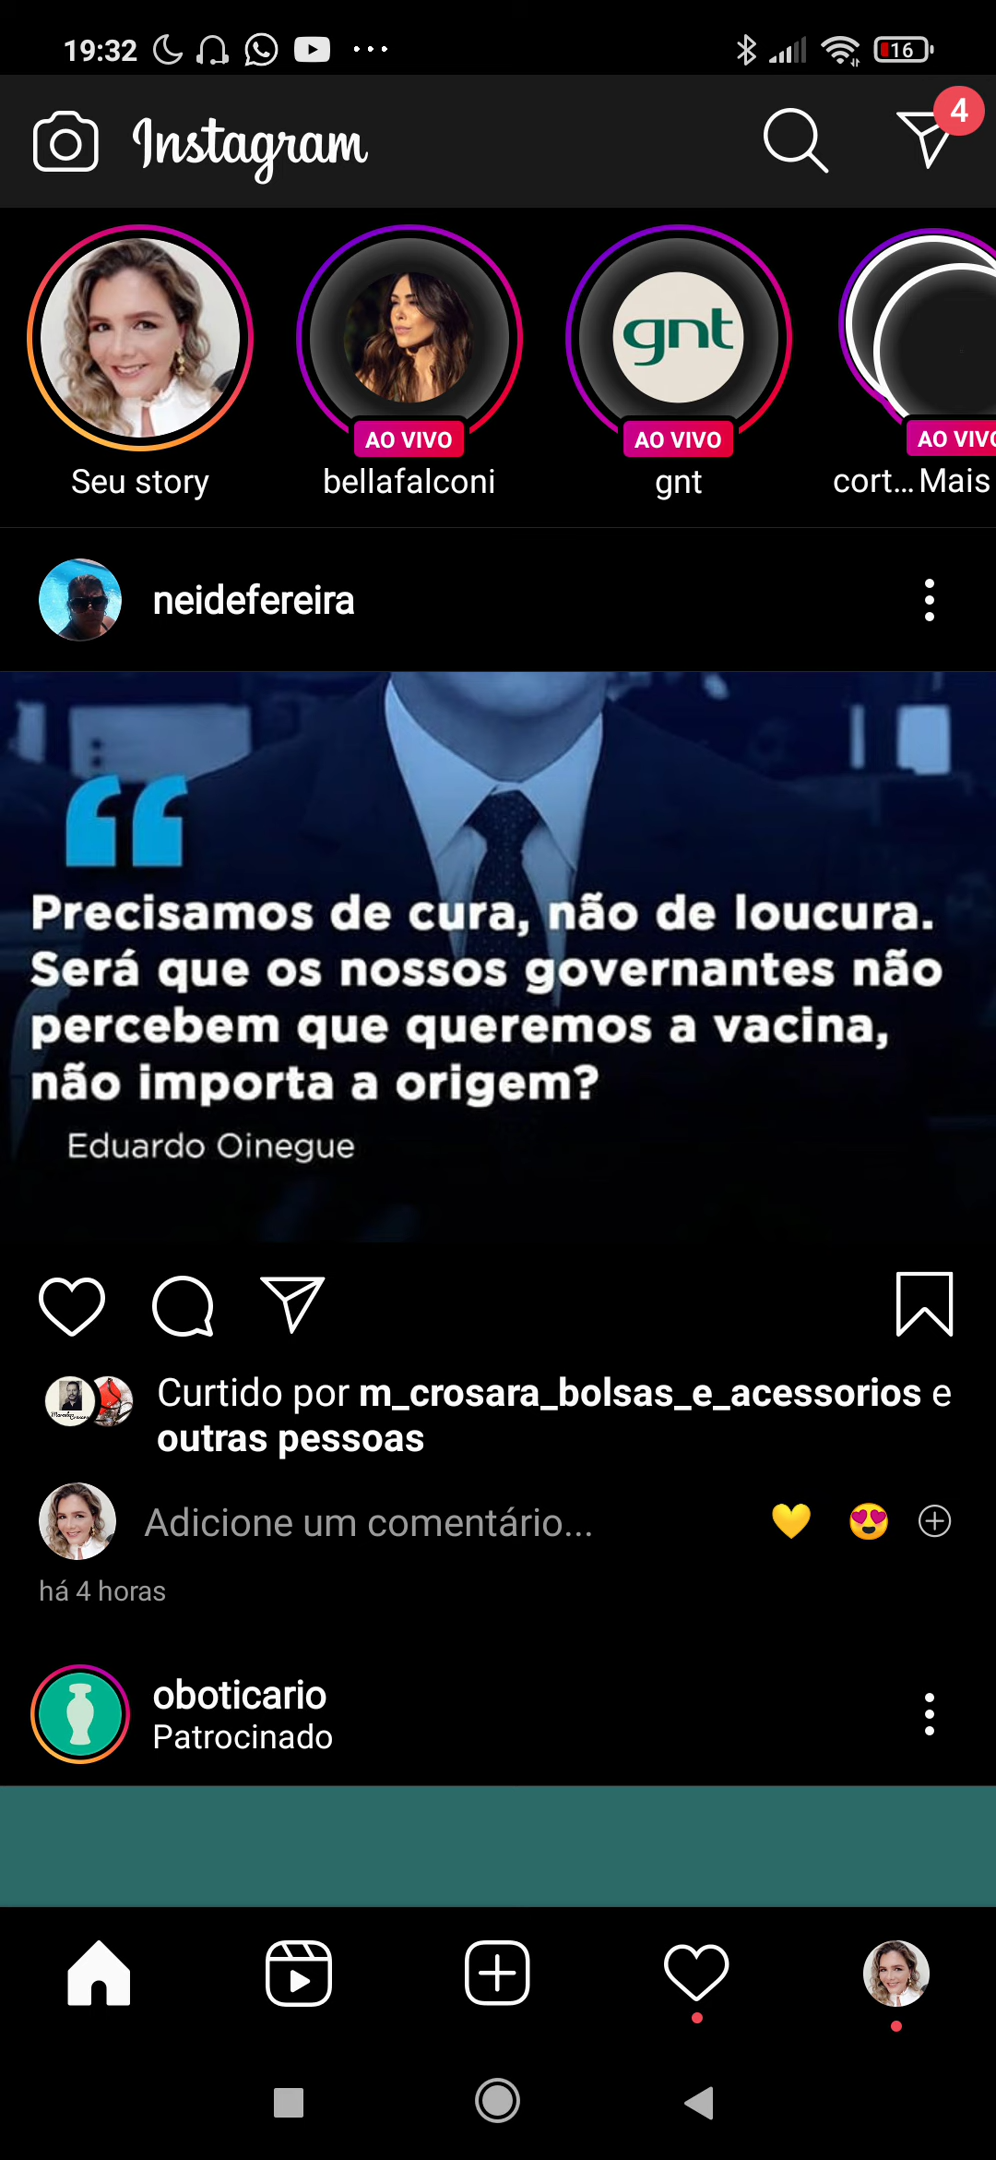 19:32
16
Instagram
4
AO VIVO
AO VIVO
AO VIVO
Seu story
bellafalconi
gnt
gnt
cort... Mais
neidefereira
“
Precisamos de cura, não de loucura.
Será que os nossos governantes não
percebem que queremos a vacina,
não importa a origem?
Eduardo Oinegue
Curtido por m_crosara_bolsas_e_acessorios e
outras pessoas
Adicione um comentário...
há 4 horas
oboticario
Patrocinado